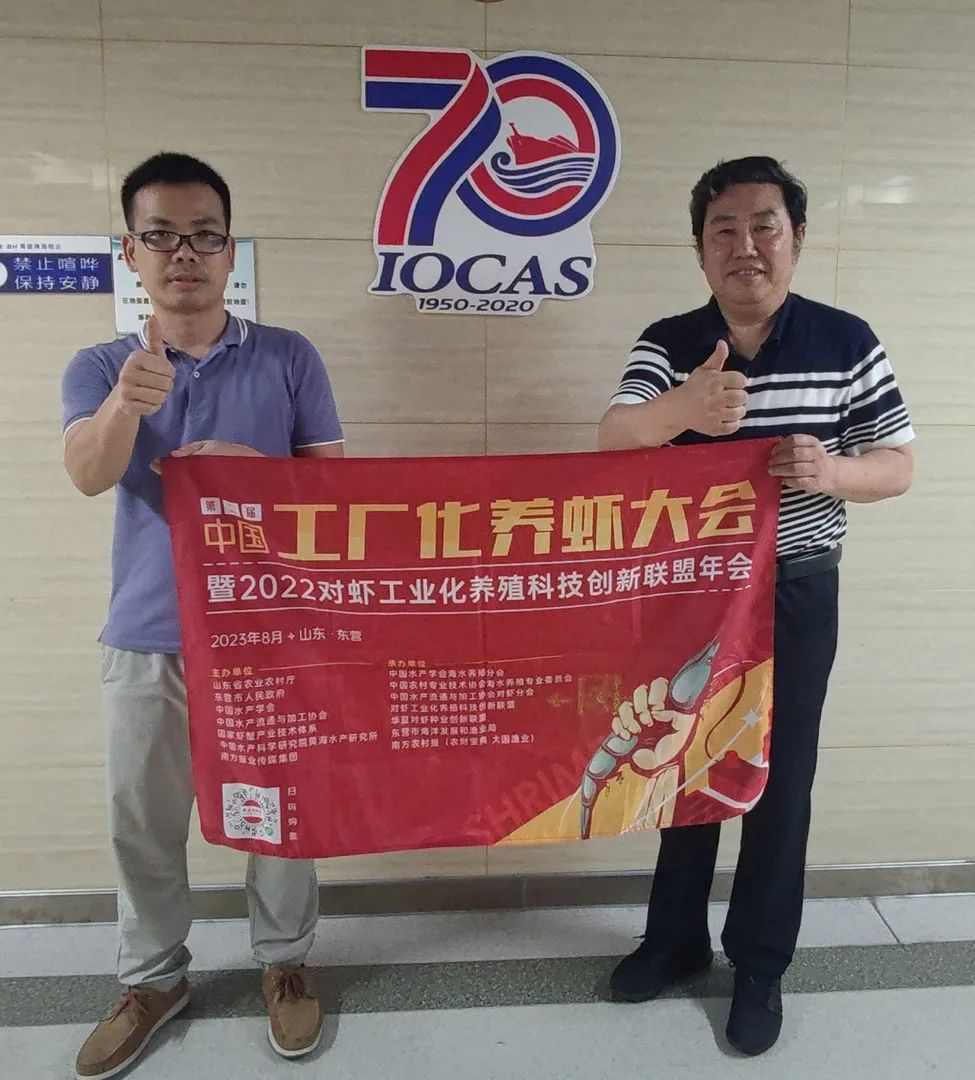 70
IOCAS
1950-2020
禁止喧哗
保持安静
中国
工厂化养虾大会
暨2022对虾工业化养殖科技创新联盟年会
2023年8月 山东·东营
主办单位
山东省农业农村厅
东营市人民政府
中国水产学会
中国水产流通与加工协会
国家虾蟹产业技术体系
中国水产科学研究院黄海水产研究所
南方报业传媒集团
承办单位
中国水产学会海水养殖分会
中国农村专业技术协会海水养殖专业委员会
中国水产流通与加工协会对虾分会
对虾工业化养殖科技创新联盟
华夏对虾种业创新联盟
东营市海洋发展和渔业局
南方农村报（农财宝典 大国渔业）